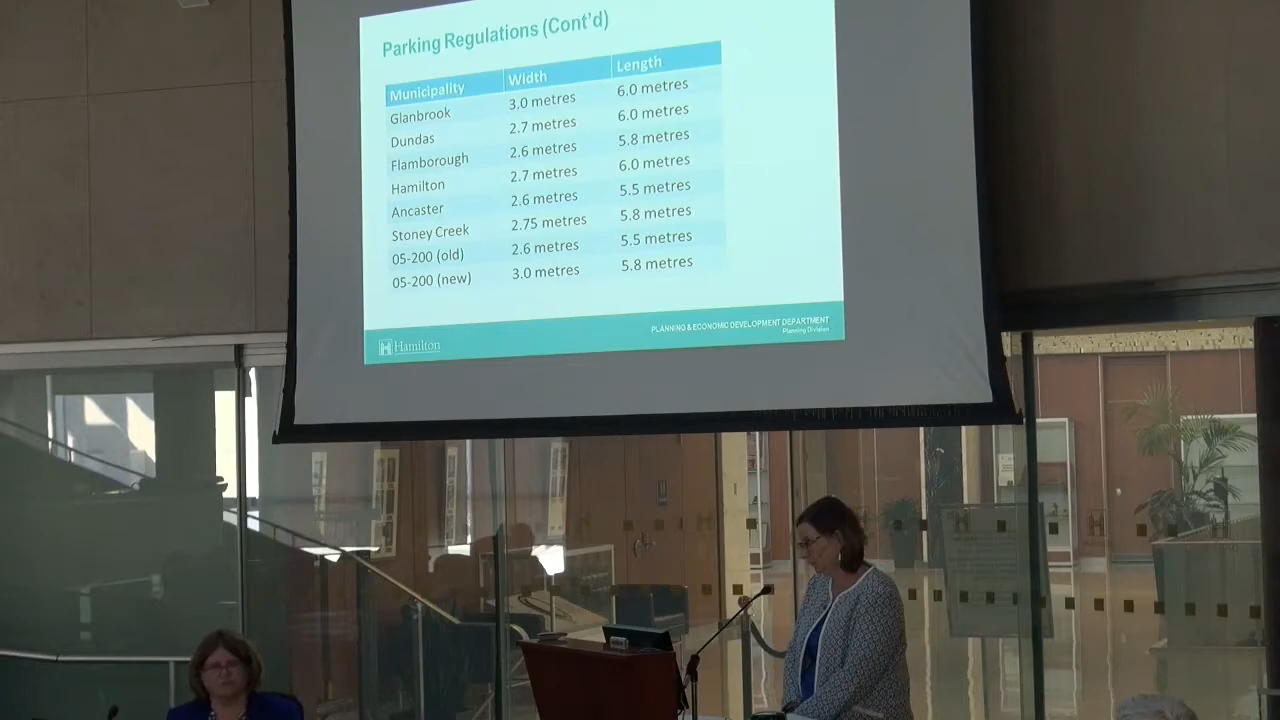 Parking Regulations (Cont'd)
Municipality Width Length
Glanbrook 3.0 metres 6.0 metres
Dundas 2.7 metres 6.0 metres
Flamborough 2.6 metres 5.8 metres
Hamilton 2.7 metres 6.0 metres
Ancaster 2.6 metres 5.5 metres
Stoney Creek 2.75 metres 5.8 metres
05-200 (old) 2.6 metres 5.5 metres
05-200 (new) 3.0 metres 5.8 metres
PLANNING & ECONOMIC DEVELOPMENT DEPARTMENT
Planning Division
Hamilton